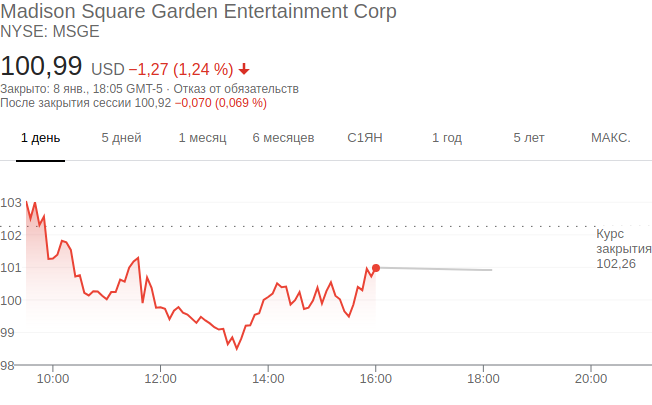 Madison Square Garden Entertainment Corp
NYSE: MSGE
100,99 USD −1,27 (1,24 %)
Закрыто: 8 янв., 18:05 GMT-5 · Отказ от обязательств
После закрытия сессии 100,92 −0,070 (0,069 %)
1 день 5 дней 1 месяц 6 месяцев С1ЯН 1 год 5 лет МАКС.
103
102
101
100
99
98
Курс
закрытия
102,26
10:00 12:00 14:00 16:00 18:00 20:00